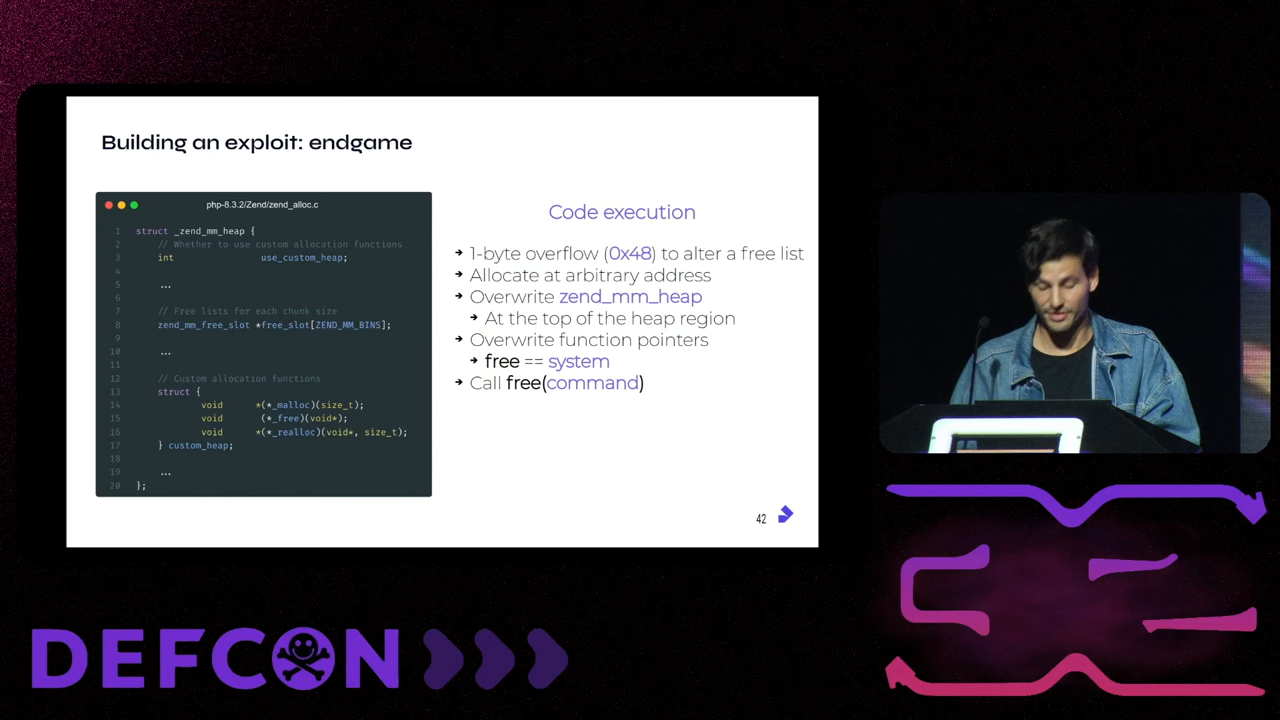 Building an exploit: endgame
php-8.3.2/Zend/zend_alloc.c
1 struct _zend_mm_heap {
2 // Whether to use custom allocation functions
3 int use_custom_heap;
4
5 ...
6
7 // Free lists for each chunk size
8 zend_mm_free_slot *free_slot[ZEND_MM_BINS];
9
10 ...
11
12 // Custom allocation functions
13 struct {
14 void *(*_malloc)(size_t);
15 void (*_free)(void*);
16 void *(*_realloc)(void*, size_t);
17 } custom_heap;
18
19 ...
20 };
Code execution
➔ 1-byte overflow (0x48) to alter a free list
➔ Allocate at arbitrary address
➔ Overwrite zend_mm_heap
➔ At the top of the heap region
➔ Overwrite function pointers
➔ free == system
➔ Call free(command)
42
DEFCON